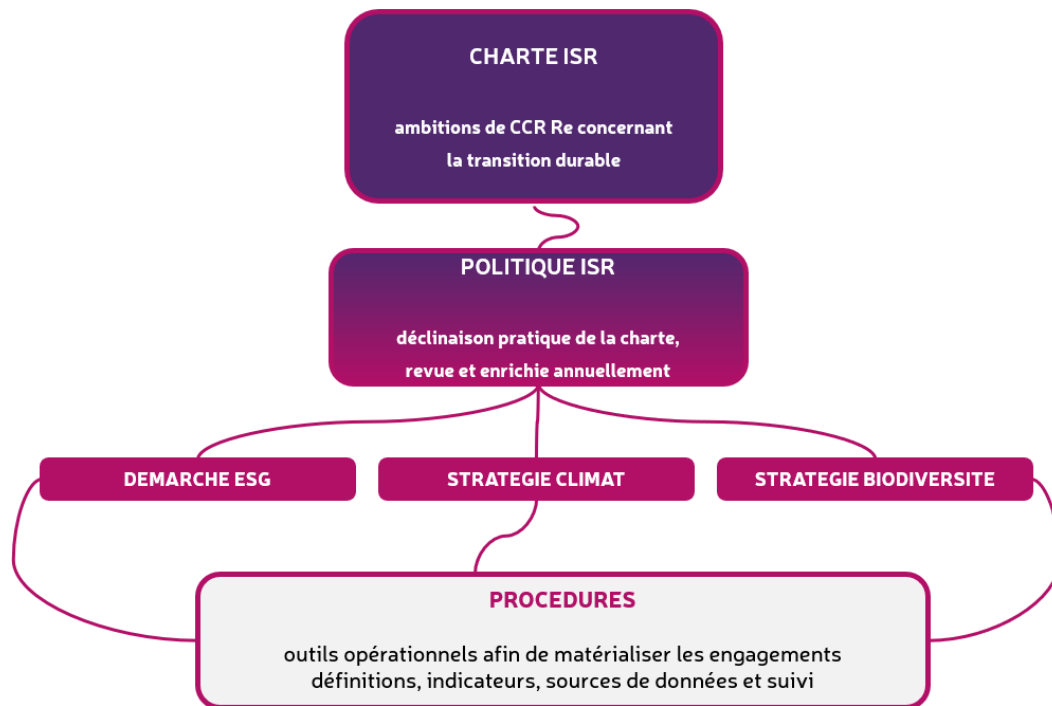 CHARTE ISR
ambitions de CCR Re concernant
la transition durable
POLITIQUE ISR
déclinaison pratique de la charte,
revue et enrichie annuellement
DEMARCHE ESG
STRATEGIE CLIMAT
STRATEGIE BIODIVERSITE
PROCEDURES
outils opérationnels afin de matérialiser les engagements
définitions, indicateurs, sources de données et suivi